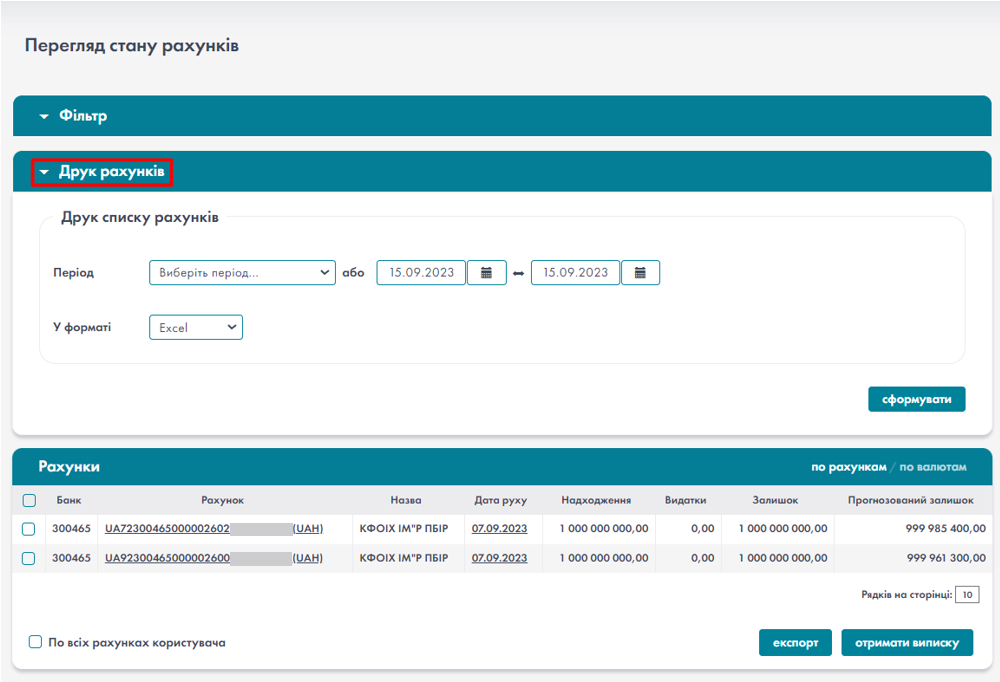 Перегляд стану рахунків
Фільтр
Друк рахунків
Друк списку рахунків
Період Виберіть період... або 15.09.2023 15.09.2023
У форматі Excel
сформувати
Рахунки по рахункам / по валютам
Банк Рахунок Назва Дата руху Надходження Видатки Залишок Прогнозований залишок
300465 UA72300465000002602 (UAH) КФОІХ ІМ"Р ПБІР 07.09.2023 1 000 000 000,00 0,00 1 000 000 000,00 999 985 400,00
300465 UA92300465000002600 (UAH) КФОІХ ІМ"Р ПБІР 07.09.2023 1 000 000 000,00 0,00 1 000 000 000,00 999 961 300,00
Рядків на сторінці: 10
По всіх рахунках користувача експорт отримати виписку